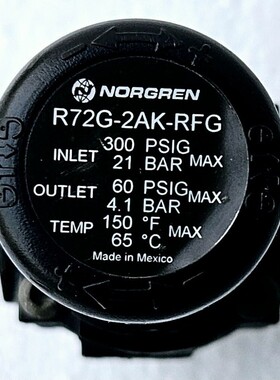 NORGREN
R72G-2AK-RFG
INLET 300 PSIG MAX
21 BAR
OUTLET 60 PSIG MAX
4.1 BAR
TEMP 150 °F
65 °C
Made in Mexico